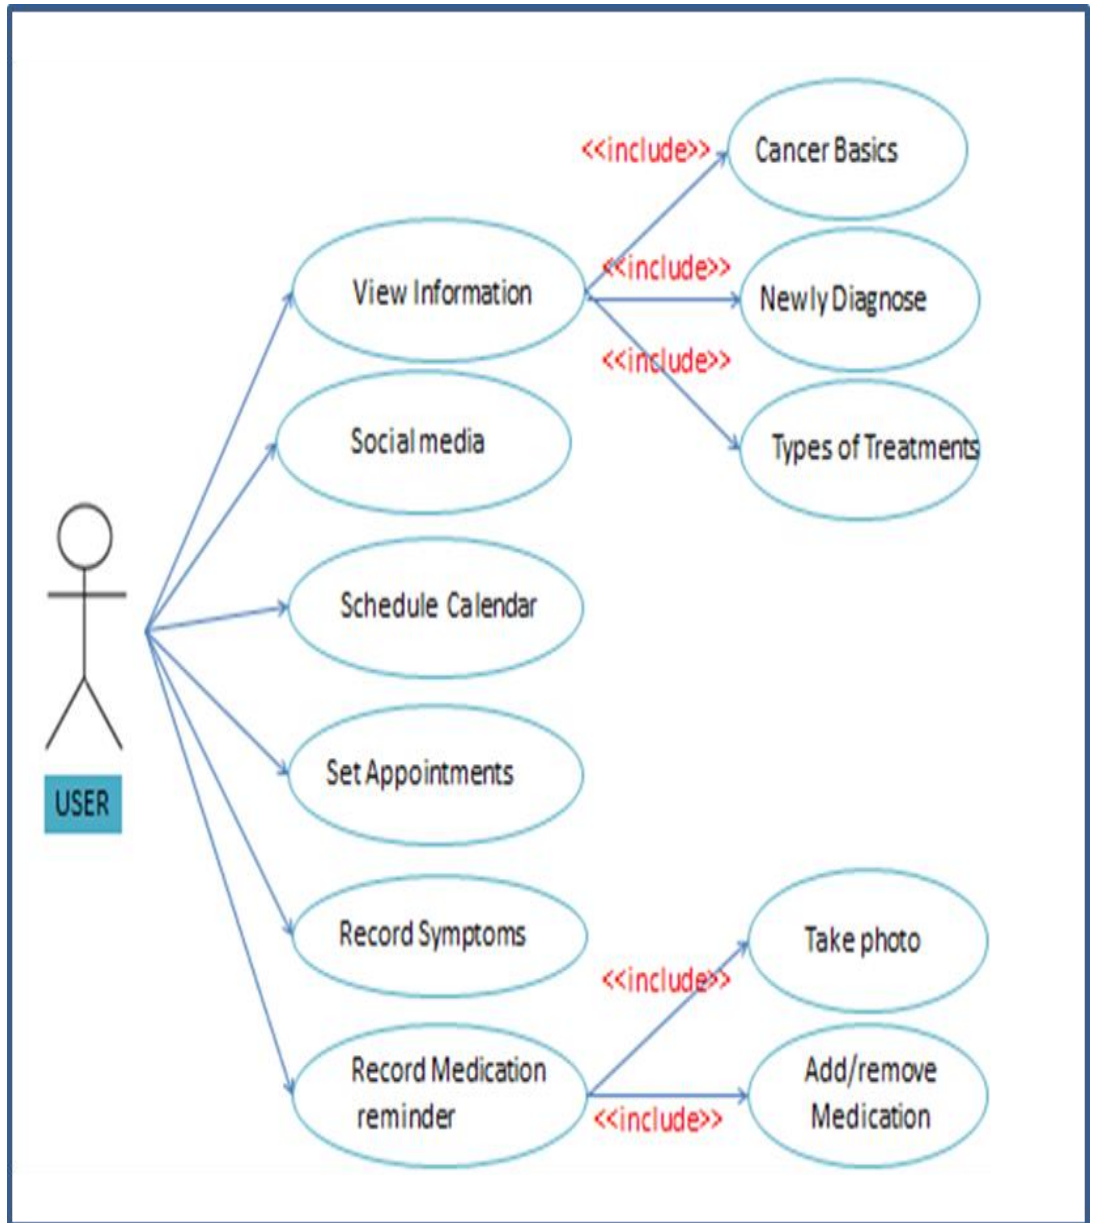 <<include>>
Cancer Basics
<<include>>
View Information
Newly Diagnose
<<include>>
Social media
Types of Treatments
Schedule Calendar
USER
Set Appointments
Record Symptoms
Take photo
<<include>>
Record Medication
reminder
Add/remove
Medication
<<include>>